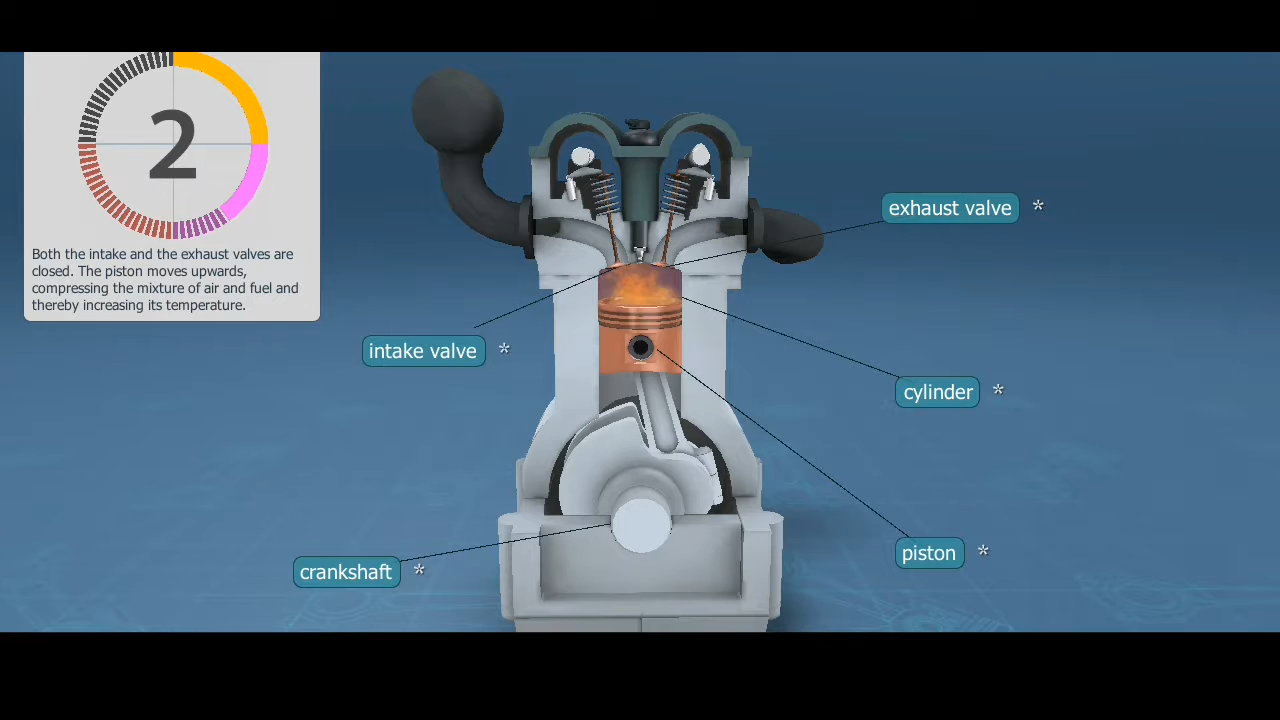 2
Both the intake and the exhaust valves are
closed. The piston moves upwards,
compressing the mixture of air and fuel and
thereby increasing its temperature.
exhaust valve *
intake valve *
cylinder *
piston *
crankshaft *